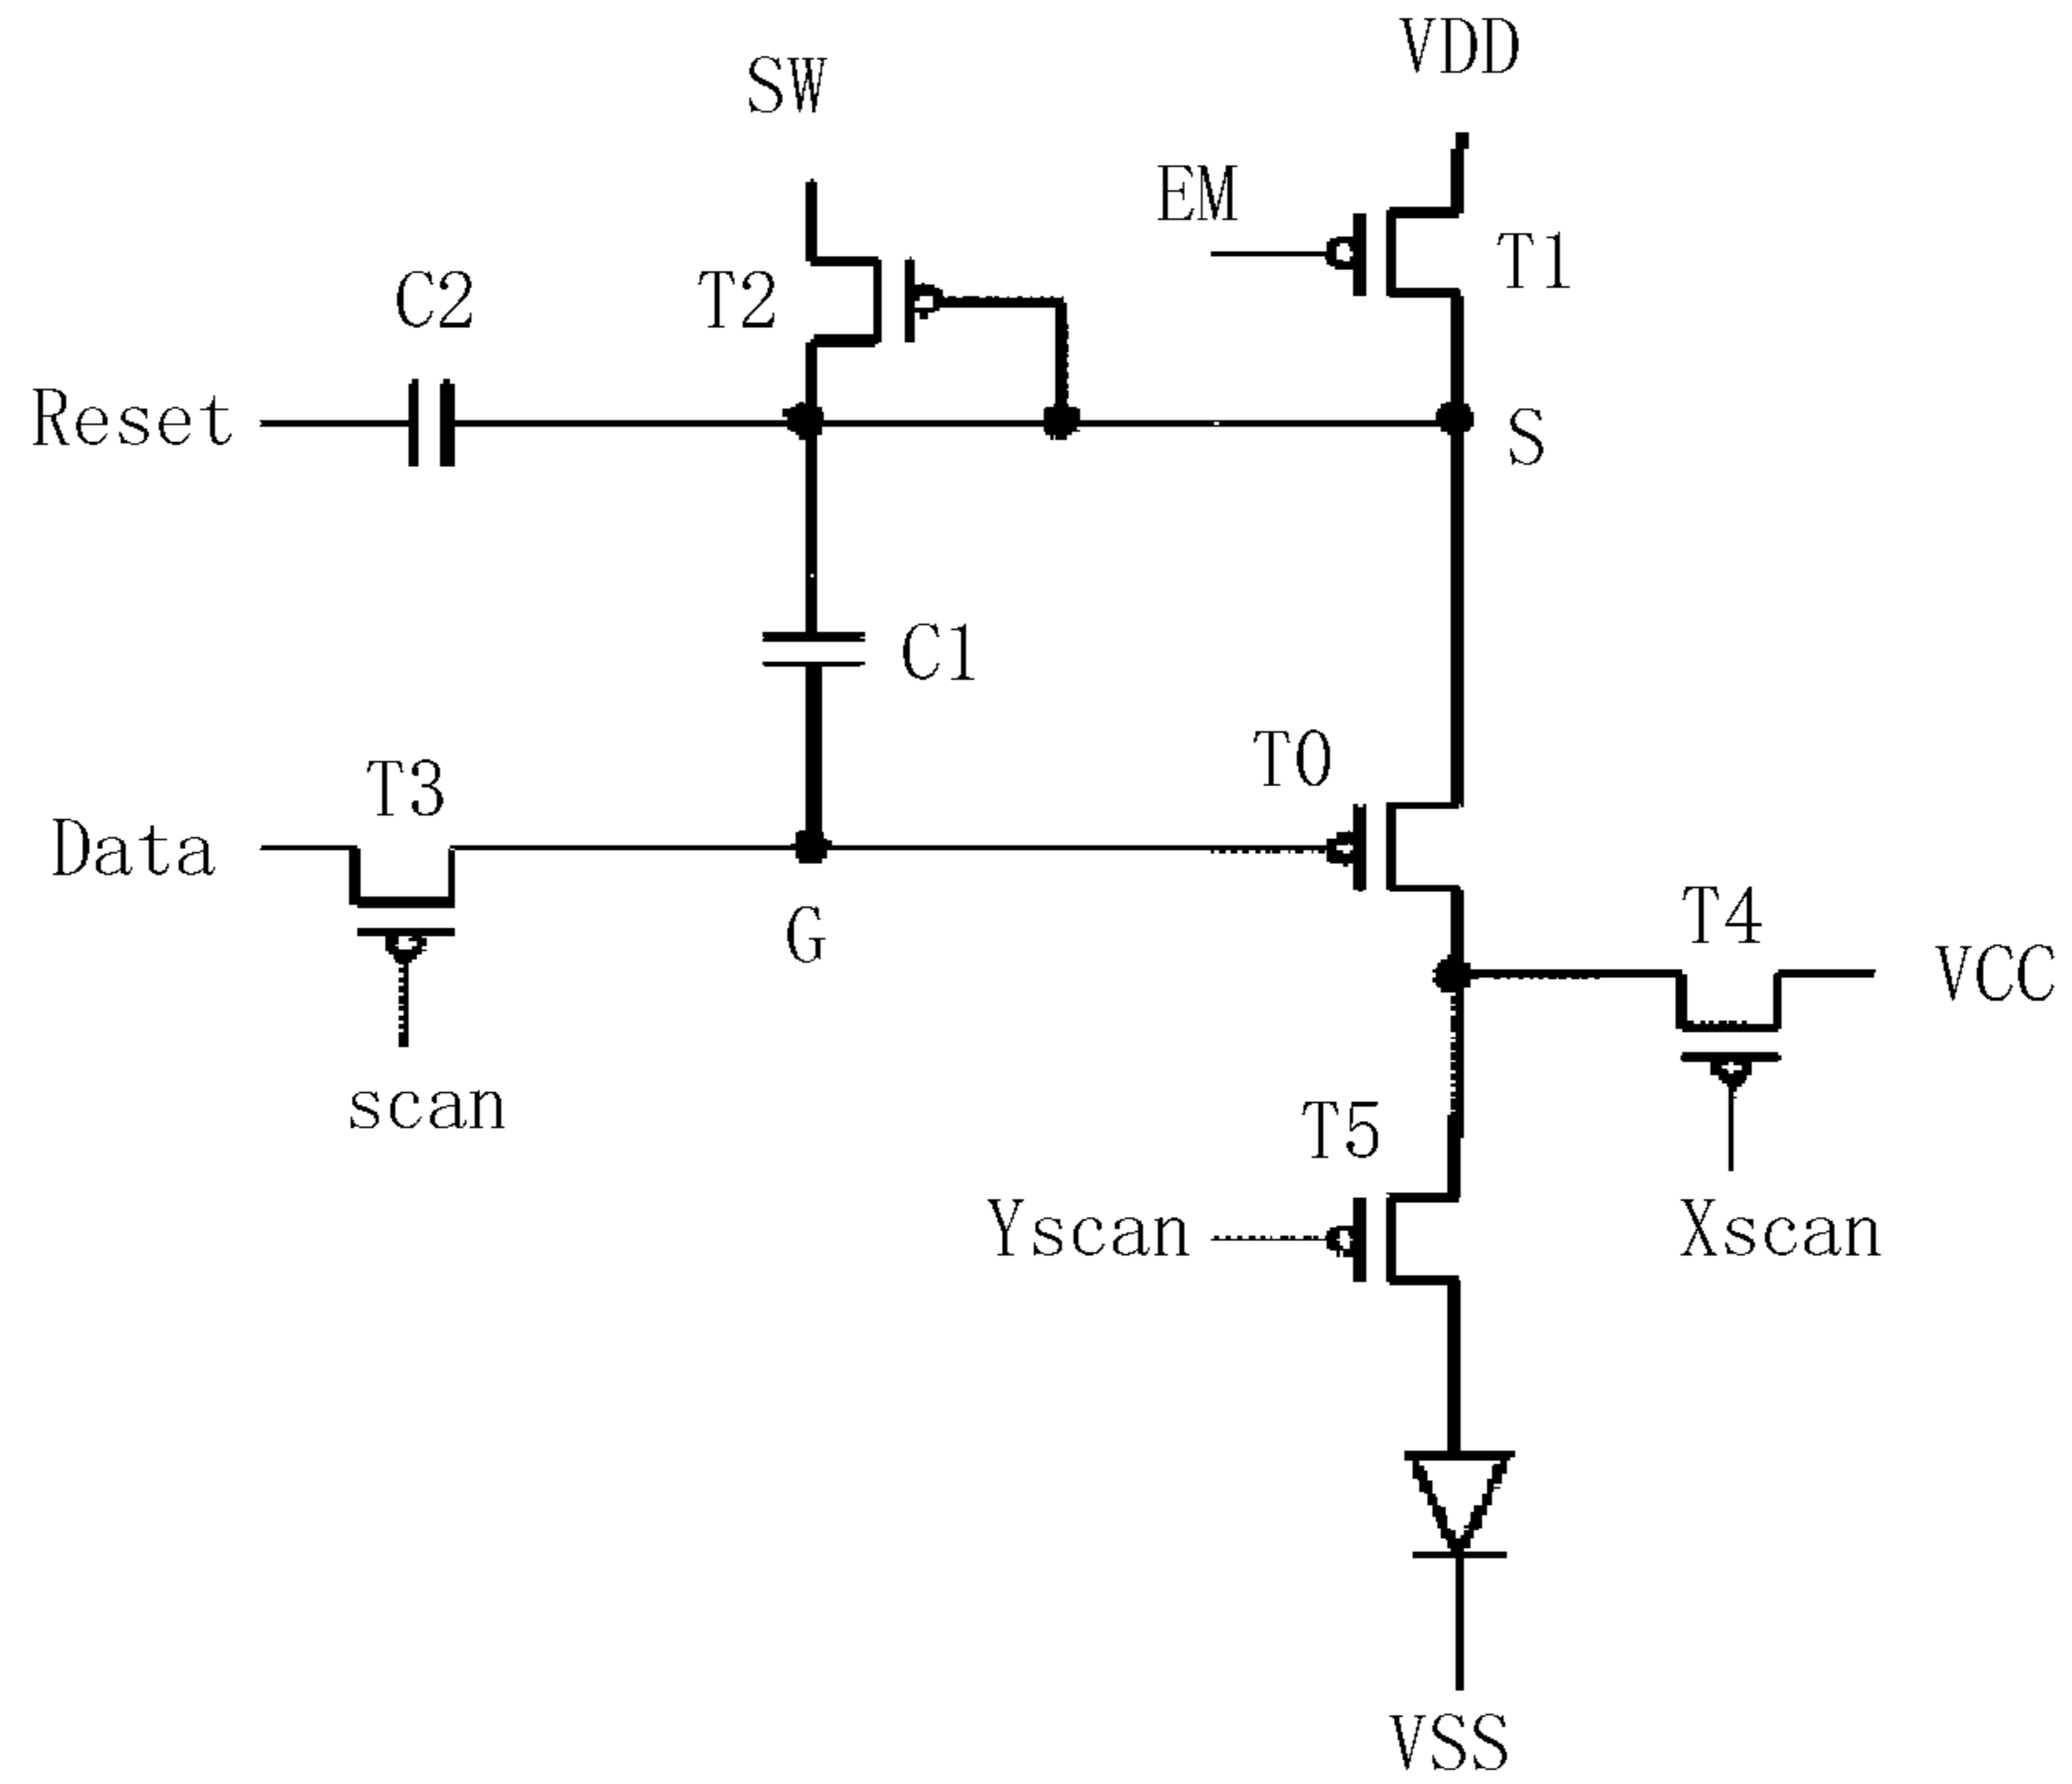 VDD
SW
EM
T1
C2
T2
Reset
S
C1
T0
T3
Data
T4
G
VCC
scan
T5
Yscan
Xscan
VSS